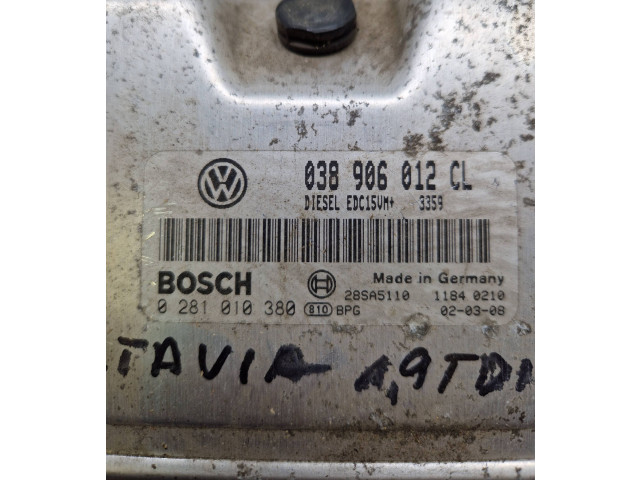 038 906 012 CL
DIESEL EDC15VM+ 3359
BOSCH
Made in Germany
28SA5110 1184 0210
0 281 010 380 810 BPG 02-03-08
TAVIA 1,9TDI